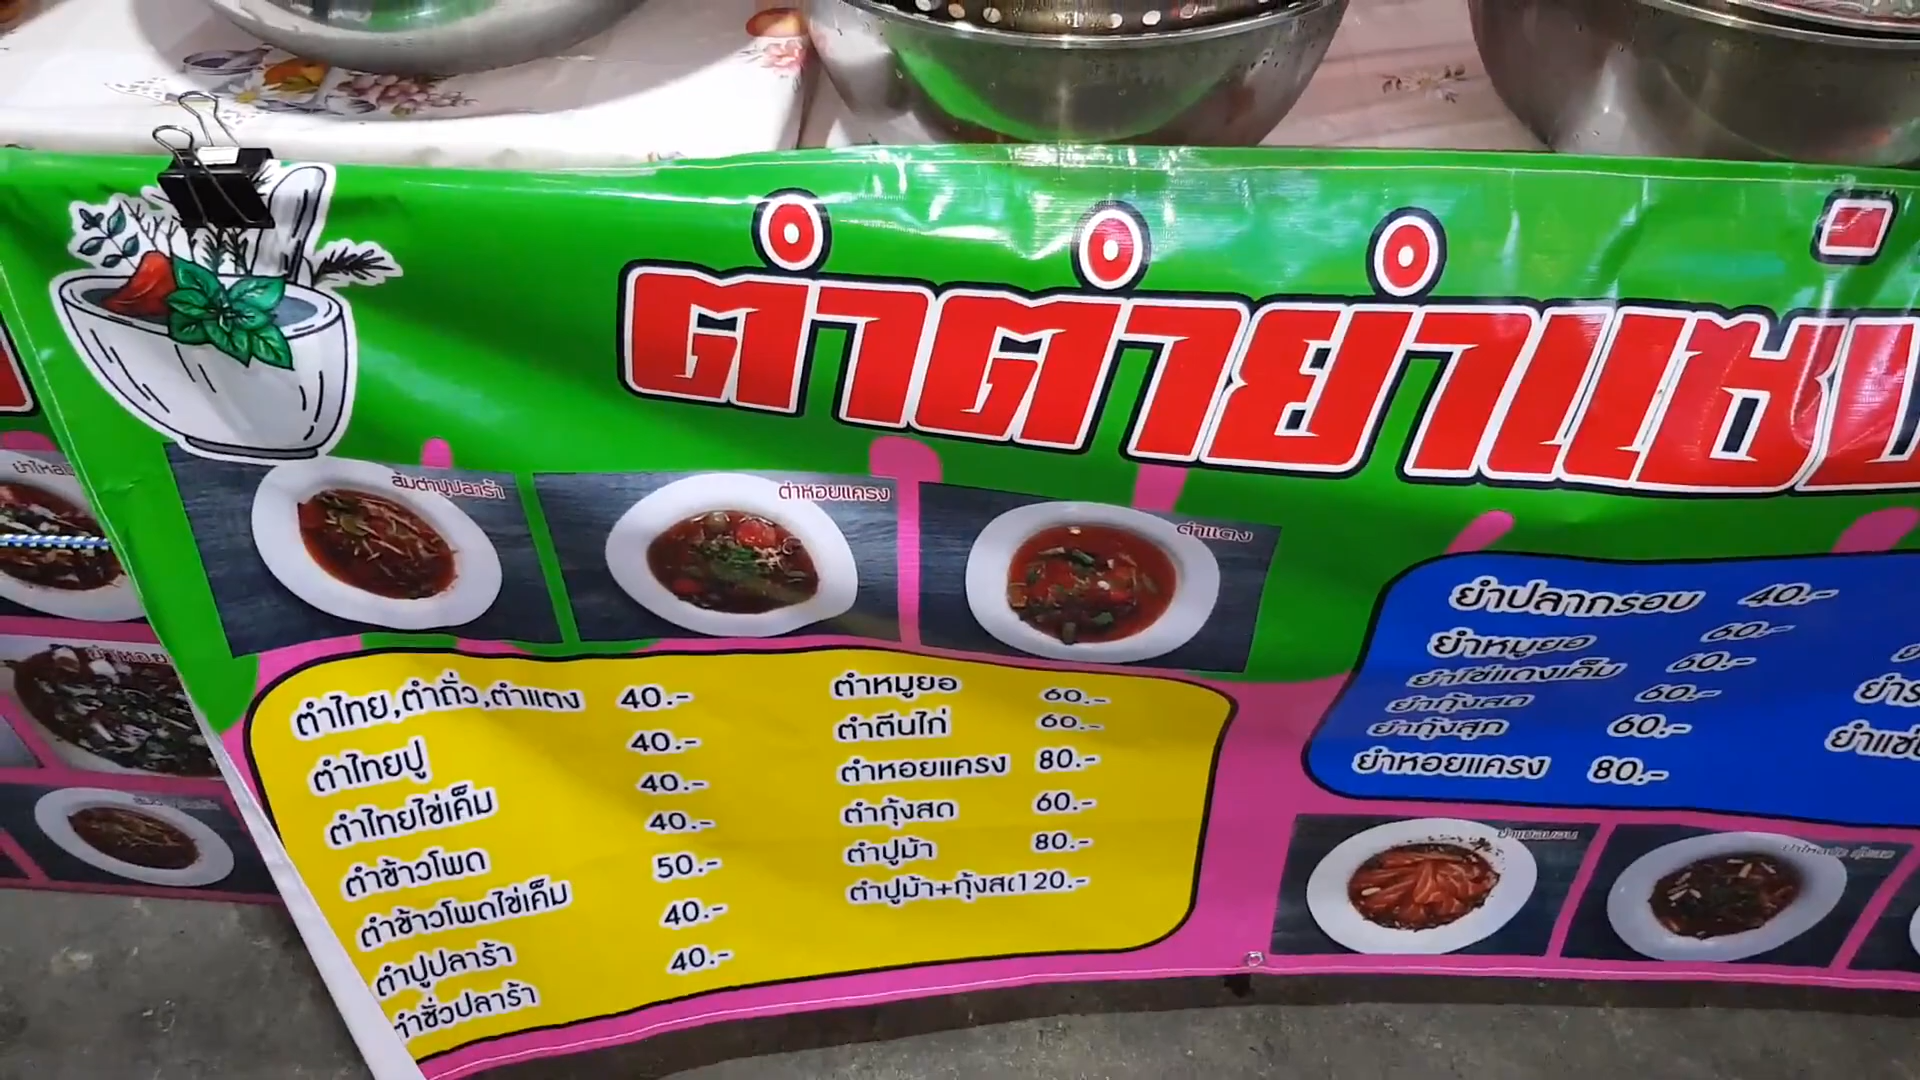 ตำตำยำแซ่บ
ส้มตำปูปลาร้า
ตำหอยแครง
ตำแตง
ตำไทย,ตำถั่ว,ตำแตง 40.-
ตำไทยปู 40.-
ตำไทยไข่เค็ม 40.-
ตำข้าวโพด 40.-
ตำข้าวโพดไข่เค็ม 50.-
ตำปูปลาร้า 40.-
ตำซั่วปลาร้า 40.-
ตำหมูยอ 60.-
ตำตีนไก่ 60.-
ตำหอยแครง 80.-
ตำกุ้งสด 60.-
ตำปูม้า 80.-
ตำปูม้า+กุ้งสด120.-
ยำปลากรอบ 40.-
ยำหมูยอ 60.-
ยำไข่แดงเค็ม 60.-
ยำกุ้งสด 60.-
ยำกุ้งสุก 60.-
ยำหอยแครง 80.-